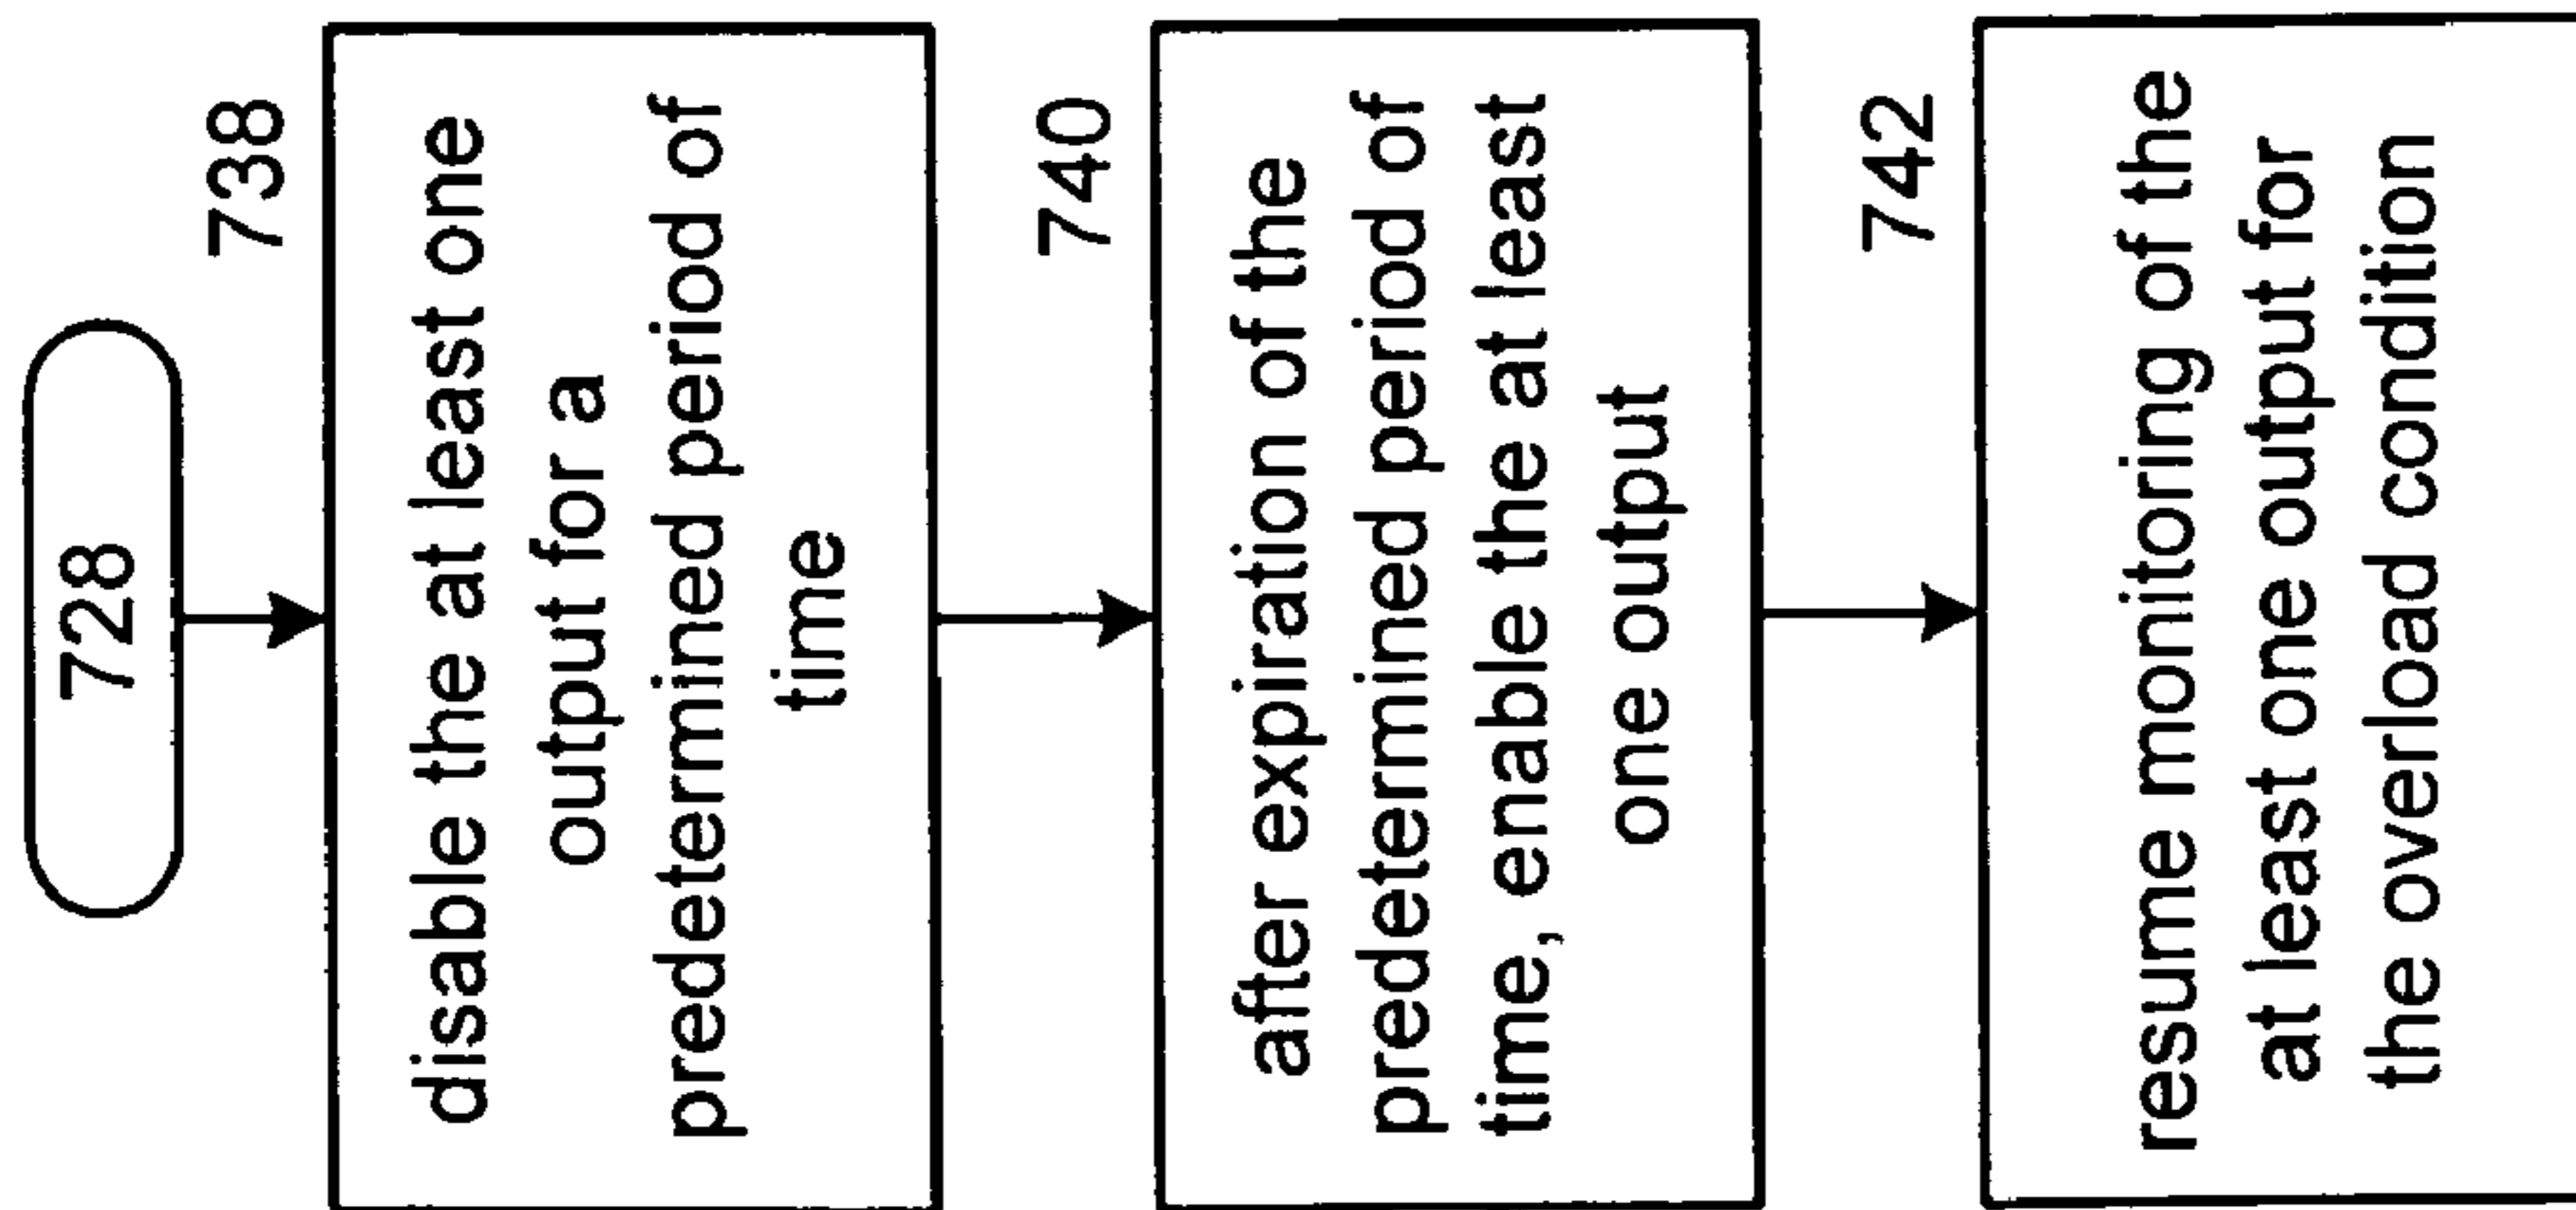 728
738
disable the at least one
output for a
predetermined period of
time
740
after expiration of the
predetermined period of
time, enable the at least
one output
742
resume monitoring of the
at least one output for
the overload condition